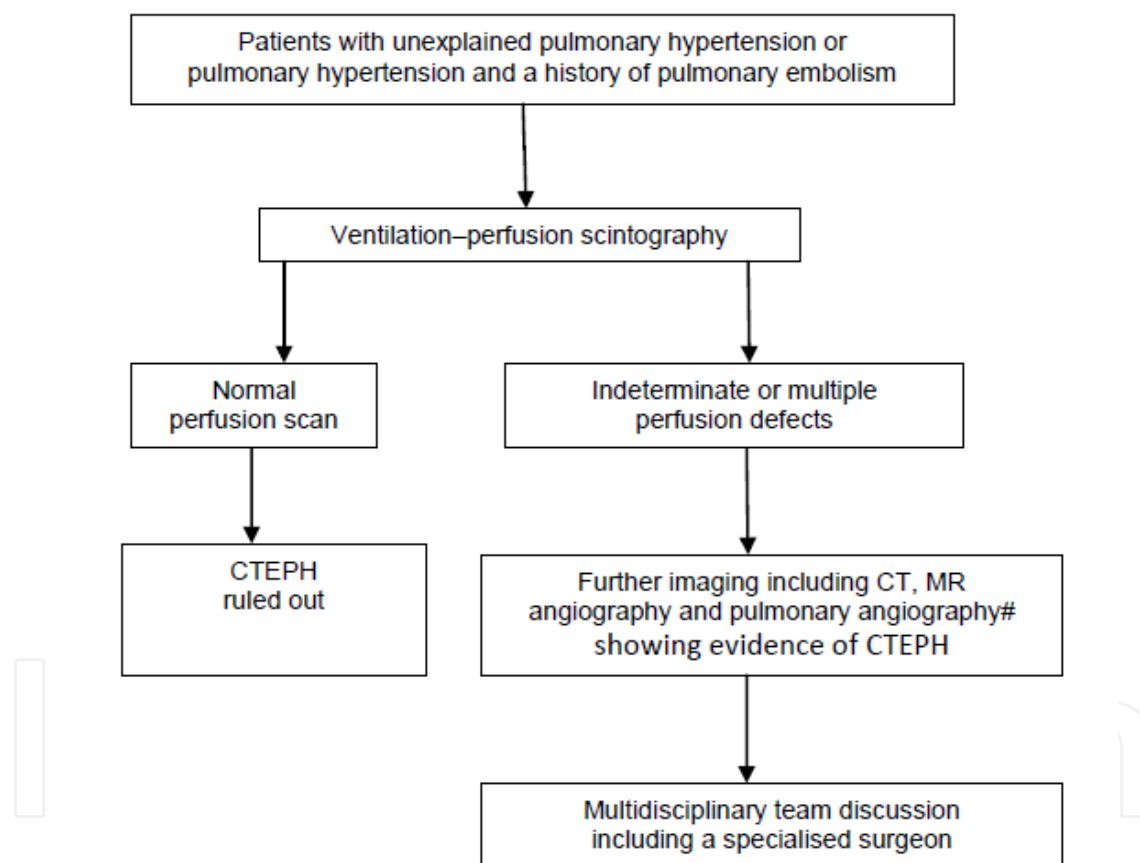 Patients with unexplained pulmonary hypertension or
pulmonary hypertension and a history of pulmonary embolism
Ventilation–perfusion scintography
Normal
perfusion scan
Indeterminate or multiple
perfusion defects
CTEPH
ruled out
Further imaging including CT, MR
angiography and pulmonary angiography#
showing evidence of CTEPH
Multidisciplinary team discussion
including a specialised surgeon